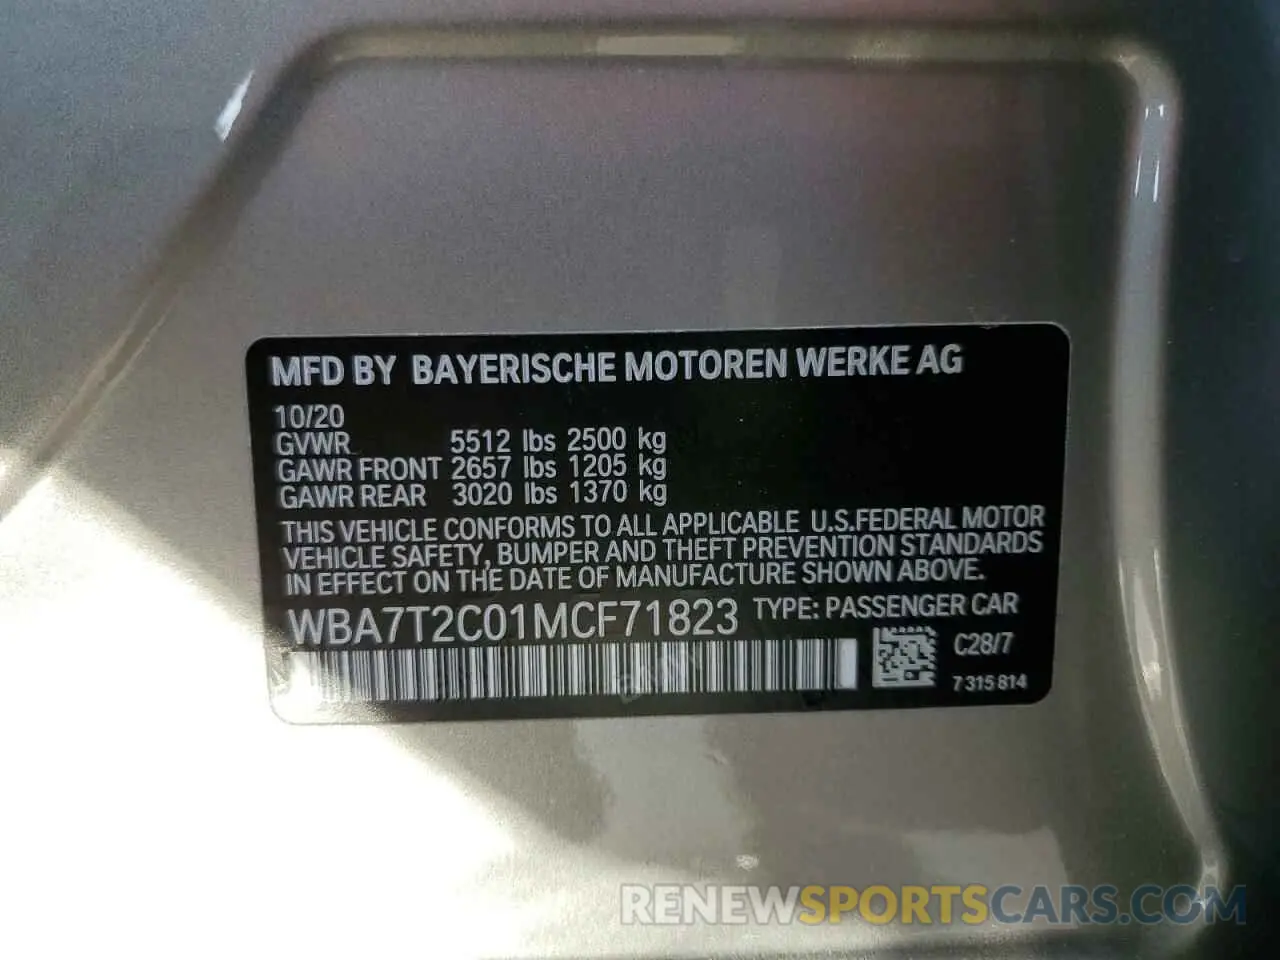 MFD BY BAYERISCHE MOTOREN WERKE AG
10/20
GVWR 5512 lbs 2500 kg
GAWR FRONT 2657 lbs 1205 kg
GAWR REAR 3020 lbs 1370 kg
THIS VEHICLE CONFORMS TO ALL APPLICABLE U.S.FEDERAL MOTOR
VEHICLE SAFETY, BUMPER AND THEFT PREVENTION STANDARDS
IN EFFECT ON THE DATE OF MANUFACTURE SHOWN ABOVE.
WBA7T2C01MCF71823 TYPE: PASSENGER CAR
C28/7
7 315 814
RENEWSPORTSCARS.COM